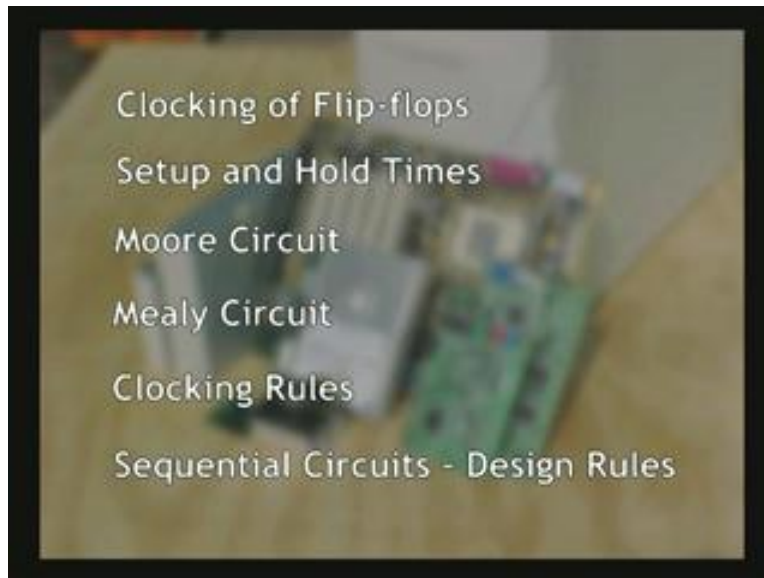 Clocking of Flip-flops
Setup and Hold Times
Moore Circuit
Mealy Circuit
Clocking Rules
Sequential Circuits - Design Rules